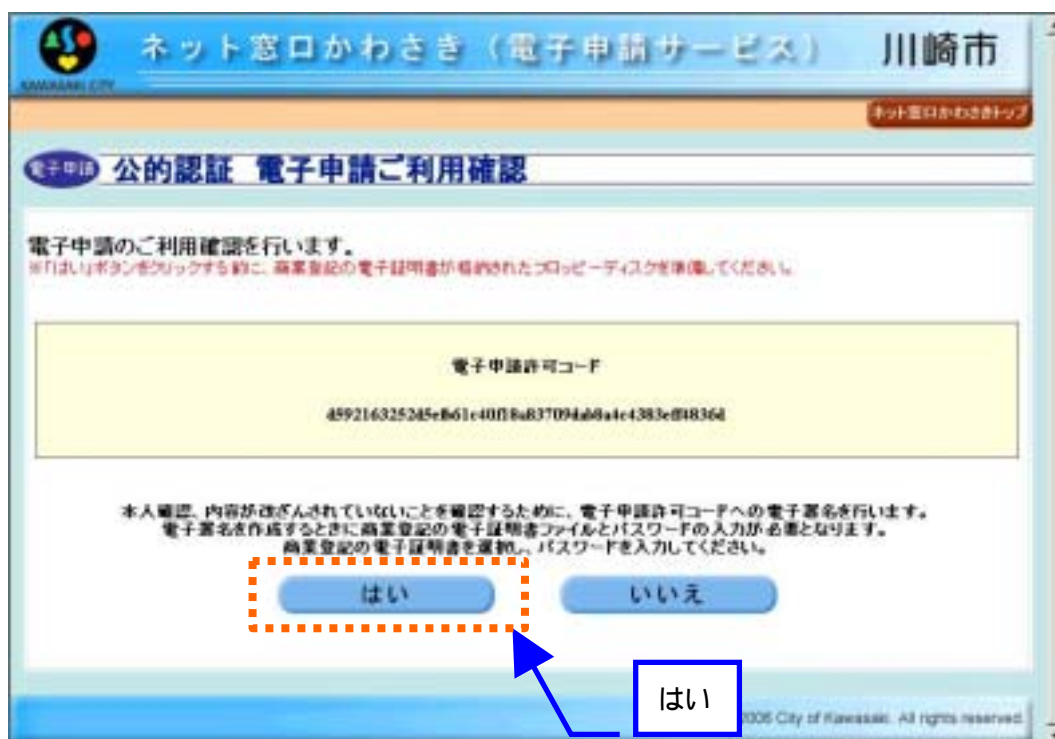 ネット窓口かわさき（電子申請サービス） 川崎市
KAWASAKI CITY
ネット窓口かわさきトップ
電子申請 公的認証 電子申請ご利用確認
電子申請のご利用確認を行います。
※「はい」ボタンをクリックする前に、商業登記の電子証明書が格納されたフロッピーディスクを準備してください。
電子申請許可コード
本人確認、内容が改ざんされていないことを確認するために、電子申請許可コードへの電子署名を行います。
電子署名を作成するときに商業登記の電子証明書ファイルとパスワードの入力が必要となります。
商業登記の電子証明書を選択し、パスワードを入力してください。
はい いいえ
はい
2006 City of Kawasaki. All rights reserved.